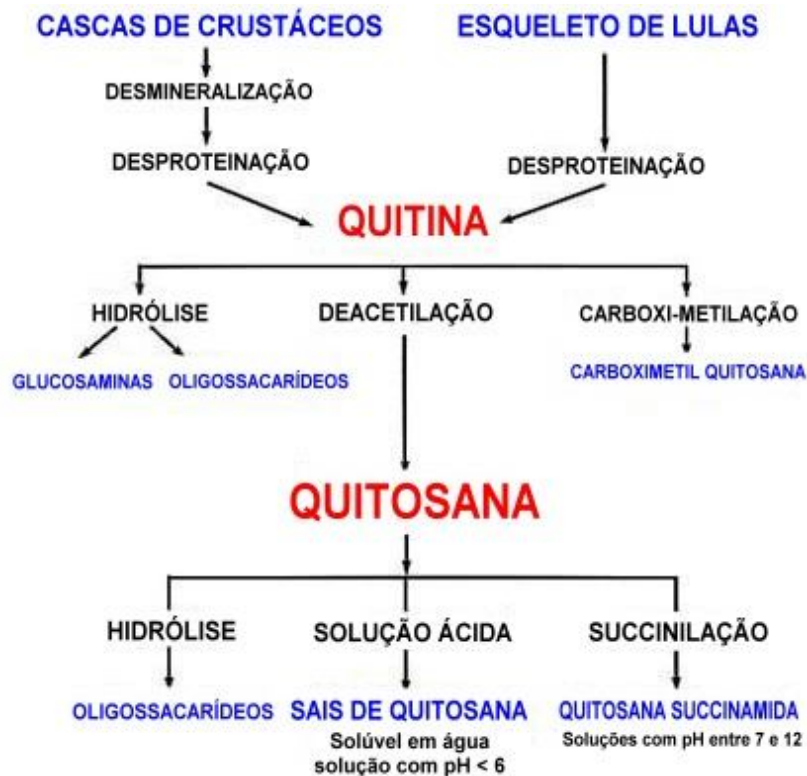 CASCAS DE CRUSTÁCEOS
ESQUELETO DE LULAS
DESMINERALIZAÇÃO
DESPROTEINAÇÃO
DESPROTEINAÇÃO
QUITINA
HIDRÓLISE
DEACETILAÇÃO
CARBOXI-METILAÇÃO
GLUCOSAMINAS
OLIGOSSACARÍDEOS
CARBOXIMETIL QUITOSANA
QUITOSANA
HIDRÓLISE
SOLUÇÃO ÁCIDA
SUCCINILAÇÃO
OLIGOSSACARÍDEOS
SAIS DE QUITOSANA
QUITOSANA SUCCINAMIDA
Solúvel em água
solução com pH < 6
Soluções com pH entre 7 e 12